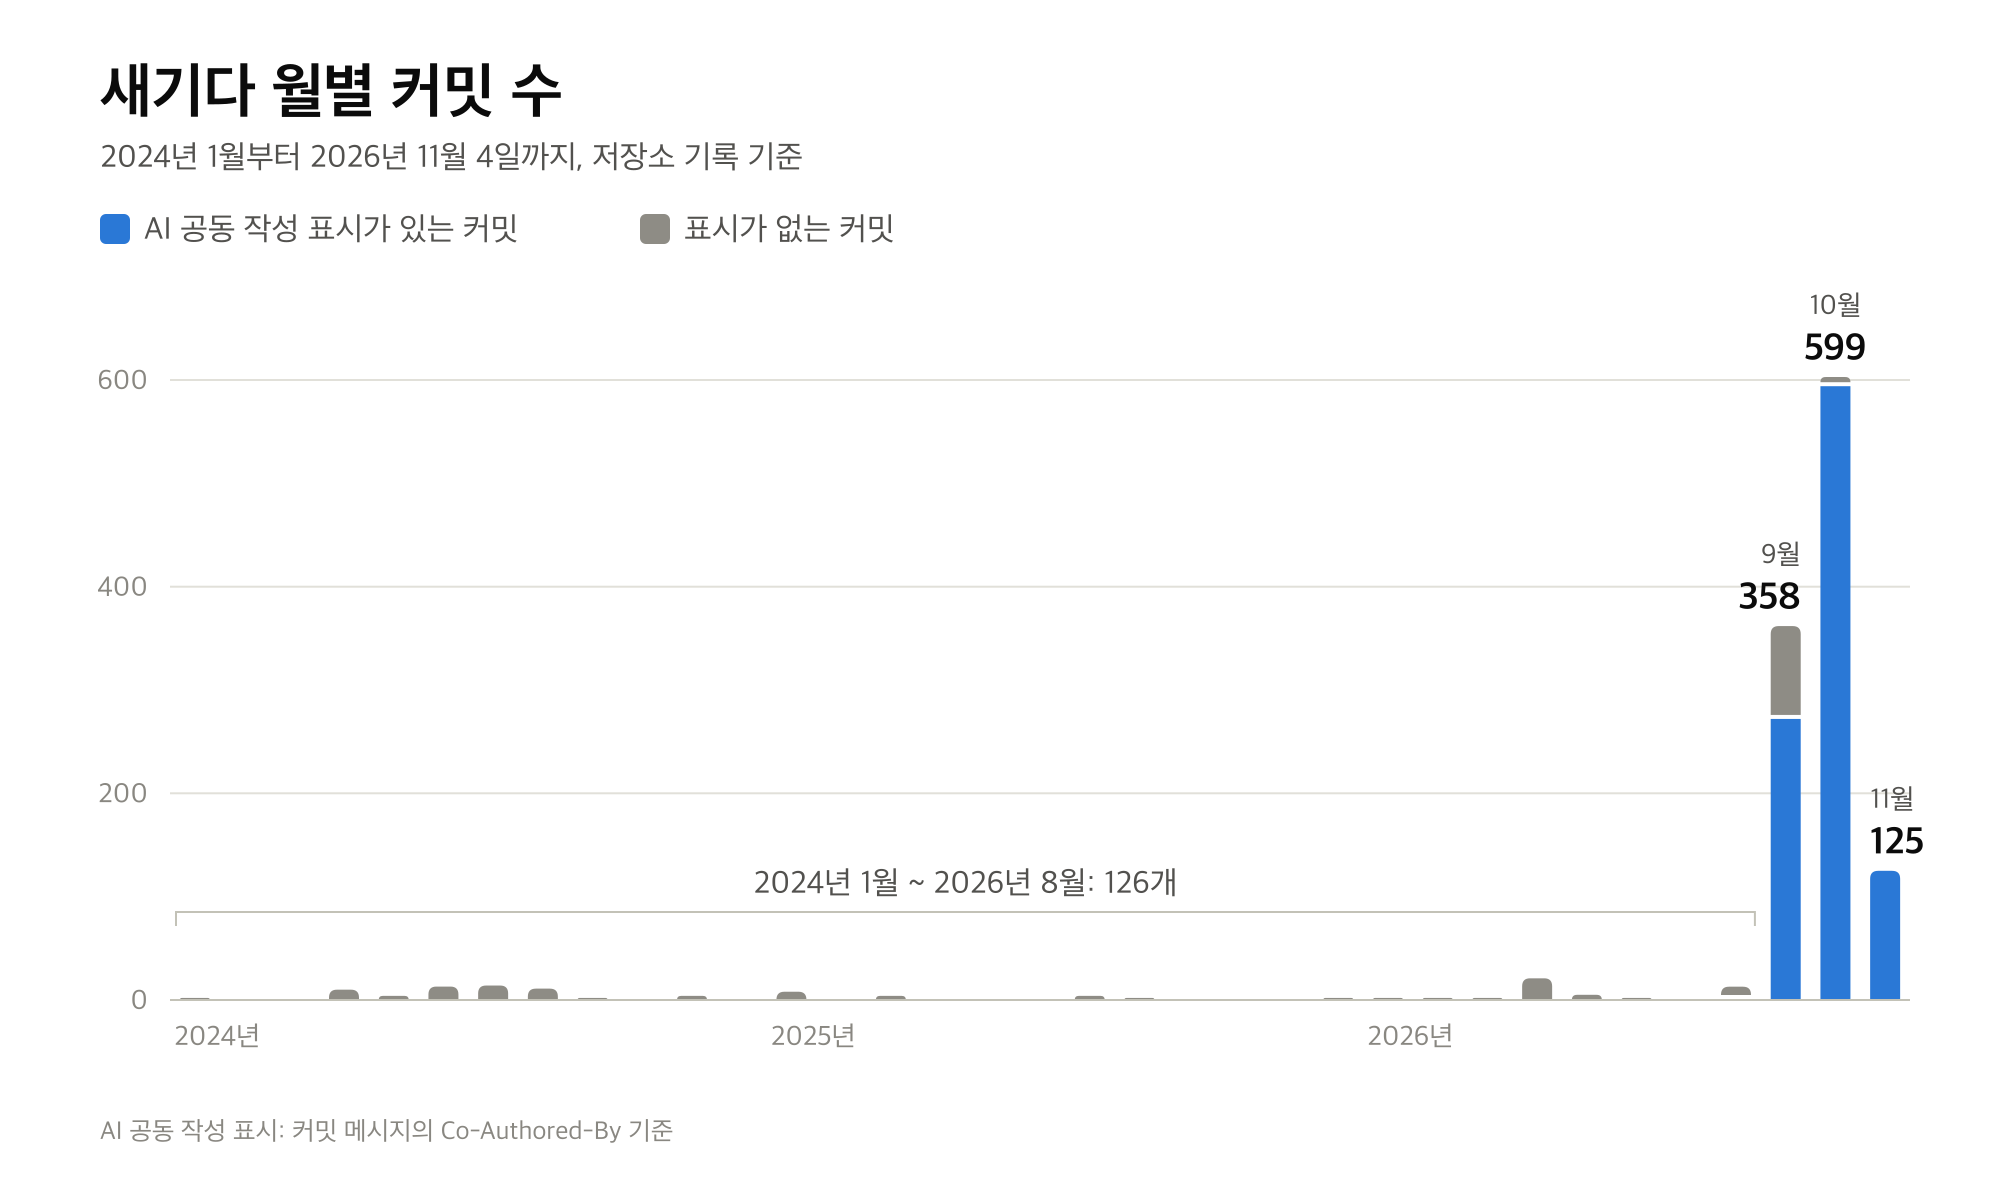 새기다 월별 커밋 수
2024년 1월부터 2026년 11월 4일까지, 저장소 기록 기준
AI 공동 작성 표시가 있는 커밋
표시가 없는 커밋
10월
599
600
9월
400
358
200
11월
125
2024년 1월 ~ 2026년 8월: 126개
0
2024년
2025년
2026년
AI 공동 작성 표시: 커밋 메시지의 Co-Authored-By 기준